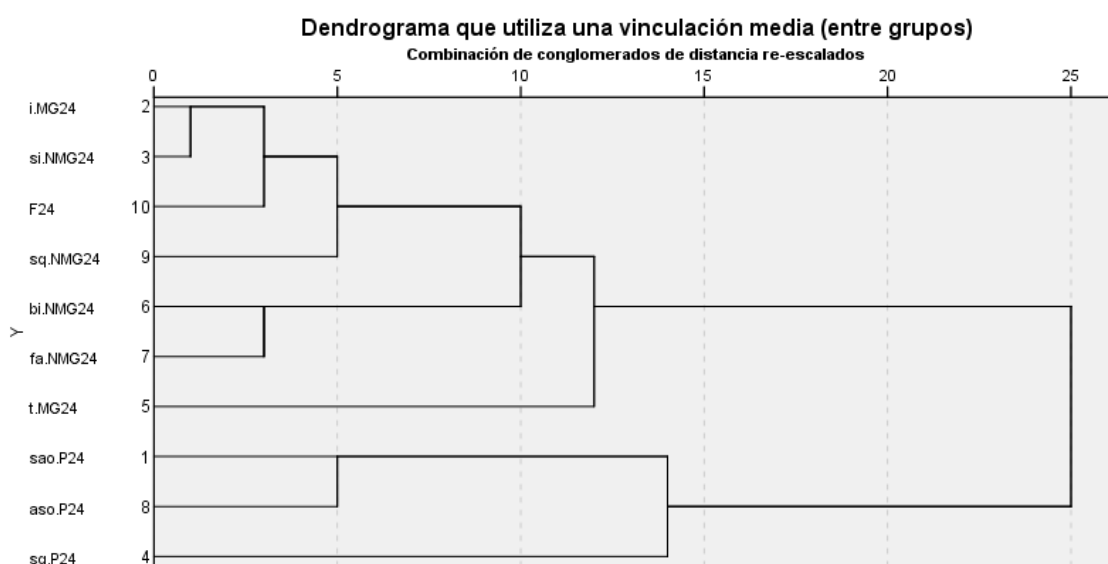 Dendrograma que utiliza una vinculación media (entre grupos)
Combinación de conglomerados de distancia re-escalados
0 5 10 15 20 25
i.MG24 2
si.NMG24 3
F24 10
sq.NMG24 9
bi.NMG24 6
Y
fa.NMG24 7
t.MG24 5
sao.P24 1
aso.P24 8
sq.P24 4